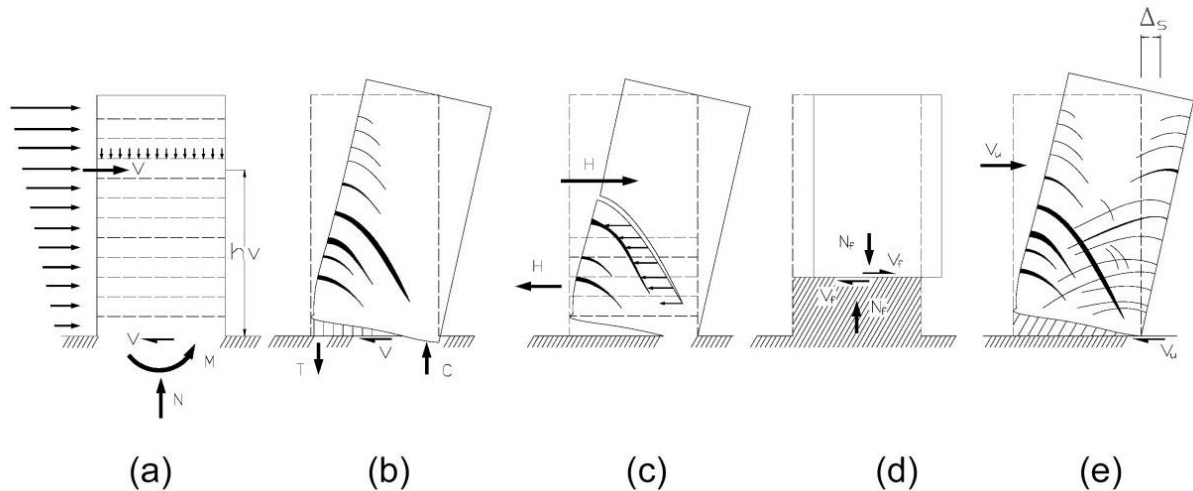 Δs
V
hv
V
M
N
T
V
C
H
H
Nf
Vf
Vf
Nf
Vu
Vu
(a)
(b)
(c)
(d)
(e)